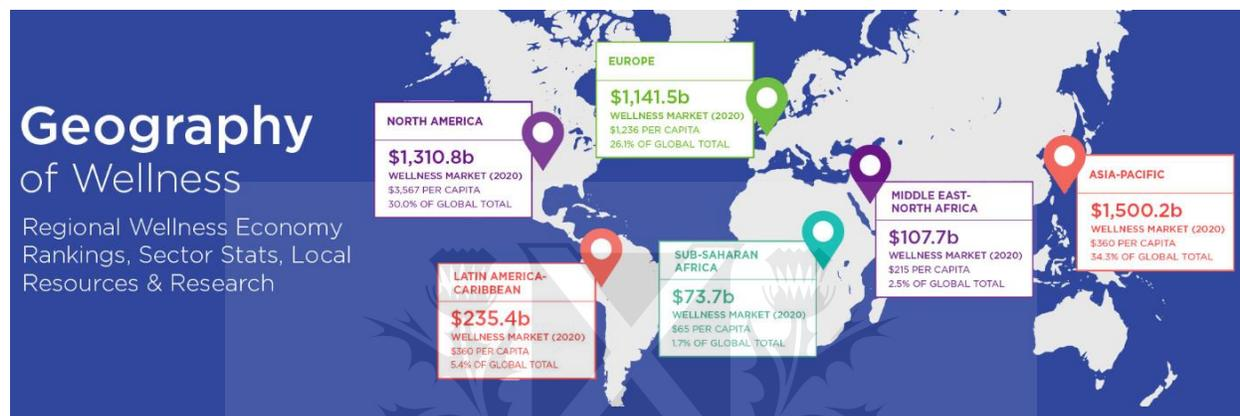 Geography
of Wellness
Regional Wellness Economy
Rankings, Sector Stats, Local
Resources & Research
NORTH AMERICA
$1,310.8b
WELLNESS MARKET (2020)
$3,567 PER CAPITA
30.0% OF GLOBAL TOTAL
EUROPE
$1,141.5b
WELLNESS MARKET (2020)
$1,236 PER CAPITA
26.1% OF GLOBAL TOTAL
LATIN AMERICA-
CARIBBEAN
$235.4b
WELLNESS MARKET (2020)
$360 PER CAPITA
5.4% OF GLOBAL TOTAL
SUB-SAHARAN
AFRICA
$73.7b
WELLNESS MARKET (2020)
$65 PER CAPITA
1.7% OF GLOBAL TOTAL
MIDDLE EAST-
NORTH AFRICA
$107.7b
WELLNESS MARKET (2020)
$215 PER CAPITA
2.5% OF GLOBAL TOTAL
ASIA-PACIFIC
$1,500.2b
WELLNESS MARKET (2020)
$360 PER CAPITA
34.3% OF GLOBAL TOTAL